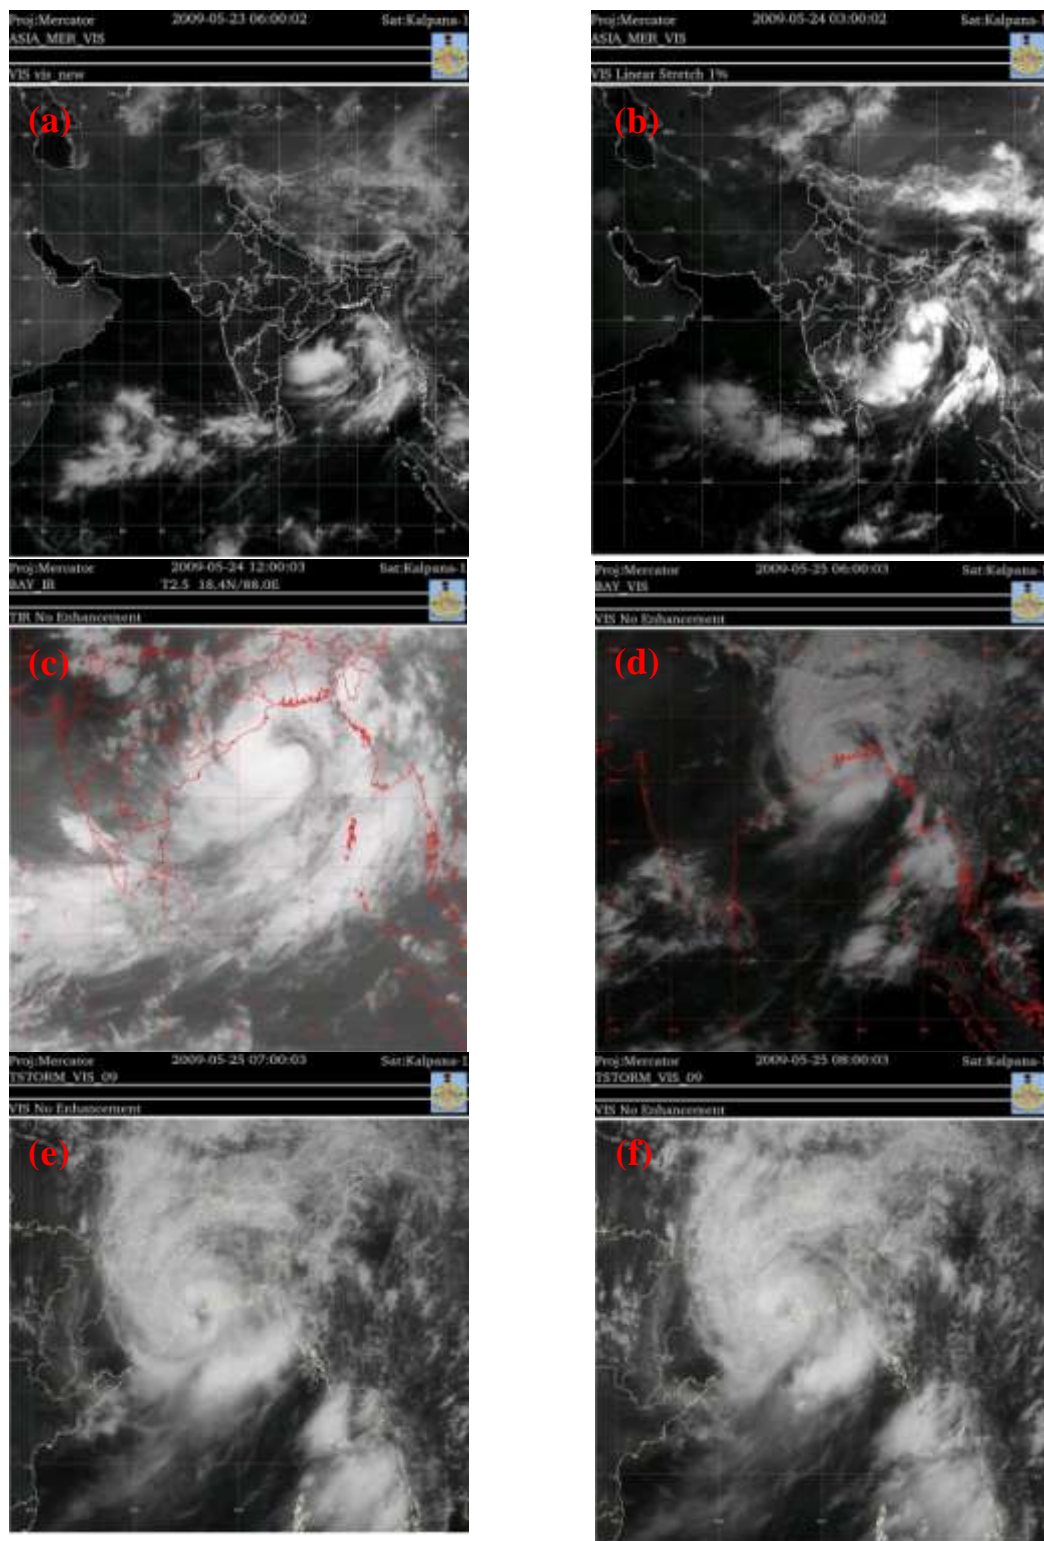 Proj:Mercator 2009-05-23 06:00:02 Sat:Kalpana-1
ASIA_MER_VIS
VIS vis_new
(a)
Proj:Mercator 2009-05-24 03:00:02 Sat:Kalpana-1
ASIA_MER_VIS
VIS Linear Stretch 1%
(b)
Proj:Mercator 2009-05-24 12:00:03 Sat:Kalpana-1
BAY_IR T2.5 18.4N/88.0E
TIR No Enhancement
(c)
Proj:Mercator 2009-05-25 06:00:03 Sat:Kalpana-1
BAY_VIS
VIS No Enhancement
(d)
Proj:Mercator 2009-05-25 07:00:03 Sat:Kalpana-1
TSTORM_VIS_09
VIS No Enhancement
(e)
Proj:Mercator 2009-05-25 08:00:03 Sat:Kalpana-1
TSTORM_VIS_09
VIS No Enhancement
(f)